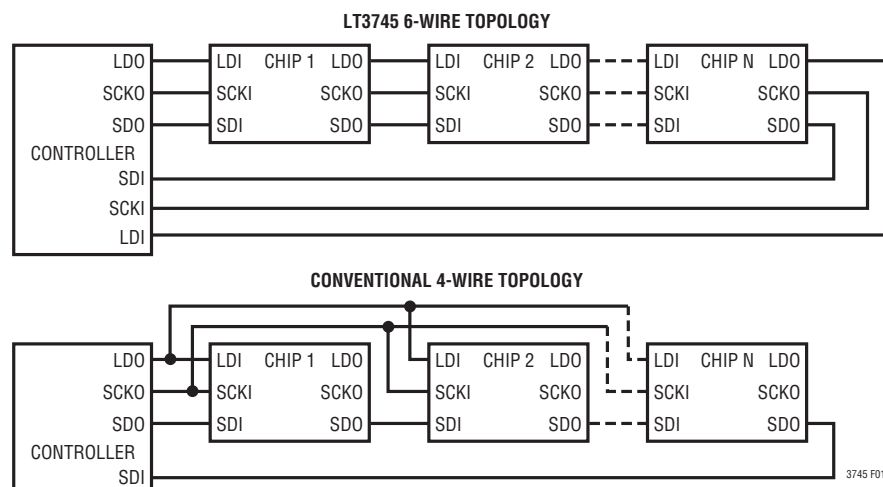 LT3745 6-WIRE TOPOLOGY
LDO LDI CHIP 1 LDO LDI CHIP 2 LDO LDI CHIP N LDO
SCKO SCKI SCKO SCKI SCKO SCKI SCKO
SDO SDI SDO SDI SDO SDI SDO
CONTROLLER
SDI
SCKI
LDI
CONVENTIONAL 4-WIRE TOPOLOGY
LDO LDI CHIP 1 LDO LDI CHIP 2 LDO LDI CHIP N LDO
SCKO SCKI SCKO SCKI SCKO SCKI SCKO
SDO SDI SDO SDI SDO SDI SDO
CONTROLLER
SDI
3745 F01